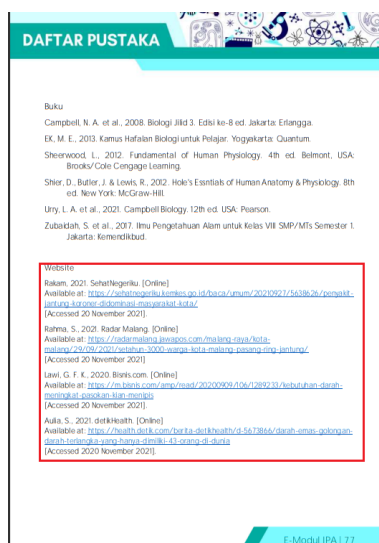 DAFTAR PUSTAKA
Buku
Campbell, N. A. et al., 2008. Biologi Jilid 3. Edisi ke-8 ed. Jakarta: Erlangga.
EK, M. E., 2013. Kamus Hafalan Biologi untuk Pelajar. Yogyakarta: Quantum
Sheerwood, L., 2012. Fundamental of Human Physiology. 4th ed. Belmont, USA:
Brooks/Cole Cengage Learning.
Shier, D., Butler, J. & Lewis, R., 2012. Hole's Essntials of Human Anatomy & Physiology. 8th
ed. New York: McGraw-Hill.
Urry, L. A. et al., 2021. Campbell Biology. 12th ed. USA: Pearson.
Zubaidah, S. et al., 2017. Ilmu Pengetahuan Alam untuk Kelas VIII SMP/MTs Semester 1.
Jakarta: Kemendikbud.
Website
Rakam, 2021. SehatNegeriku. [Online]
Available at: https://sehatnegeriku.kemkes.go.id/baca/umum/20210927/5638626/penyakit-
jantung-koroner-didominasi-masyarakat-kota/
[Accessed 20 November 2021].
Rahma, S., 2021. Radar Malang. [Online]
Available at: https://radarmalang.jawapos.com/malang-raya/kota-
malang/29/09/2021/setahun-3000-warga-kota-malang-pasang-ring-jantung/
[Accessed 20 November 2021]
Lawi, G. F. K., 2020. Bisnis.com. [Online]
Available at: https://m.bisnis.com/amp/read/20200909/106/1289233/kebutuhan-darah-
meningkat-pasokan-kian-menipis
[Accessed 20 November 2021].
Aulia, S., 2021. detikHealth. [Online]
Available at: https://health.detik.com/berita-detikhealth/d-5673866/darah-emas-golongan-
darah-terlangka-yang-hanya-dimiliki-43-orang-di-dunia
[Accessed 2020 November 2021].
E-Modul IPA | 77